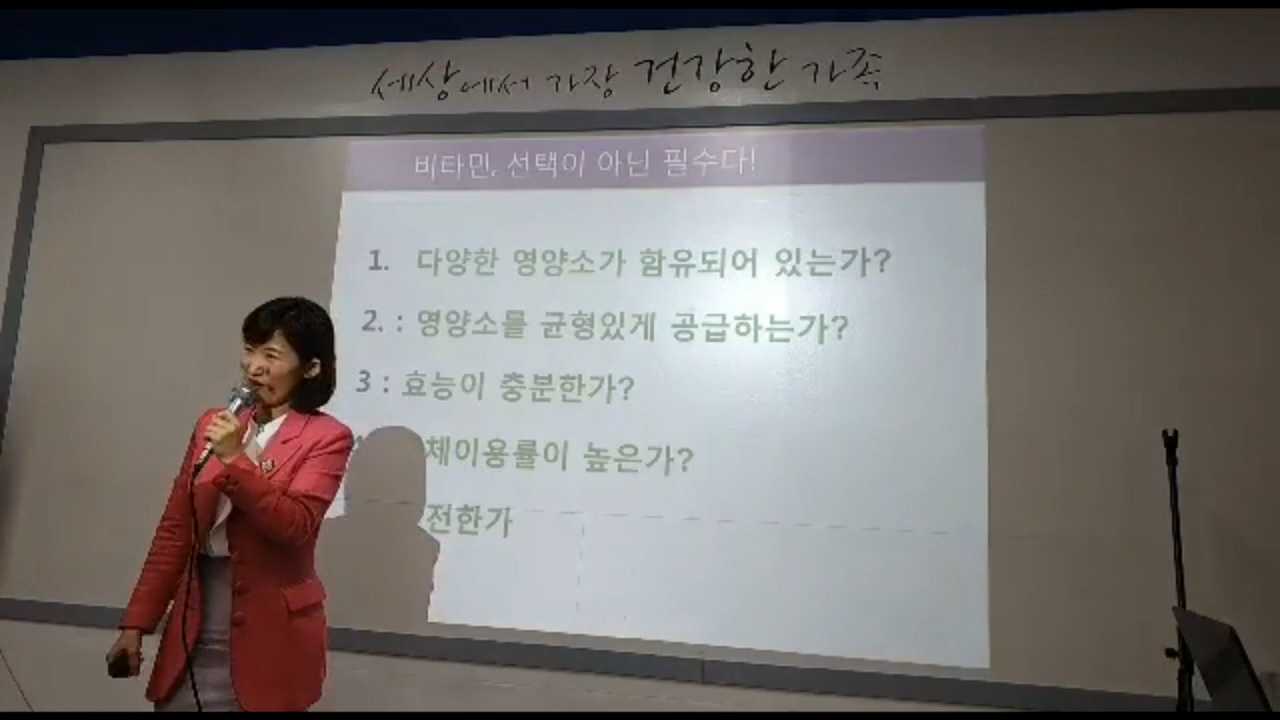 세상에서 가장 건강한 가족
비타민, 선택이 아닌 필수다!
1. 다양한 영양소가 함유되어 있는가?
2. : 영양소를 균형있게 공급하는가?
3 : 효능이 충분한가?
체이용률이 높은가?
전한가